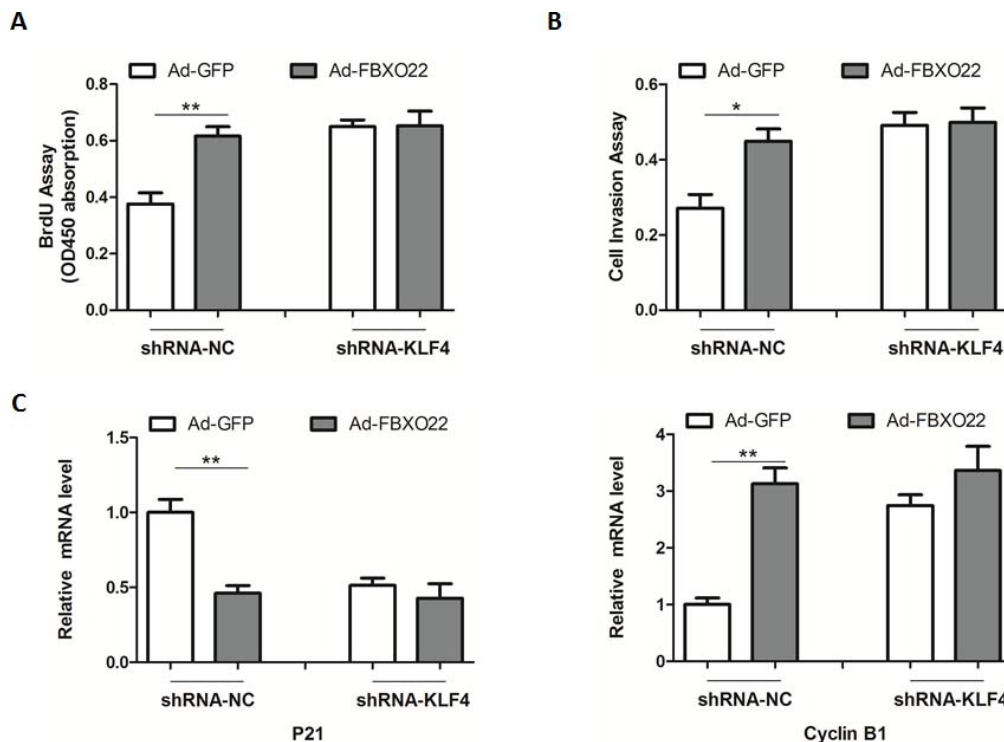 A
Ad-GFP Ad-FBXO22
**
BrdU Assay
(OD450 absorption)
0.8
0.6
0.4
0.2
0.0
shRNA-NC shRNA-KLF4
B
Ad-GFP Ad-FBXO22
*
Cell Invasion Assay
0.6
0.4
0.2
0.0
shRNA-NC shRNA-KLF4
C
Ad-GFP Ad-FBXO22
**
Relative mRNA level
1.5
1.0
0.5
0.0
shRNA-NC shRNA-KLF4
P21
Ad-GFP Ad-FBXO22
**
Relative mRNA level
4
3
2
1
0
shRNA-NC shRNA-KLF4
Cyclin B1